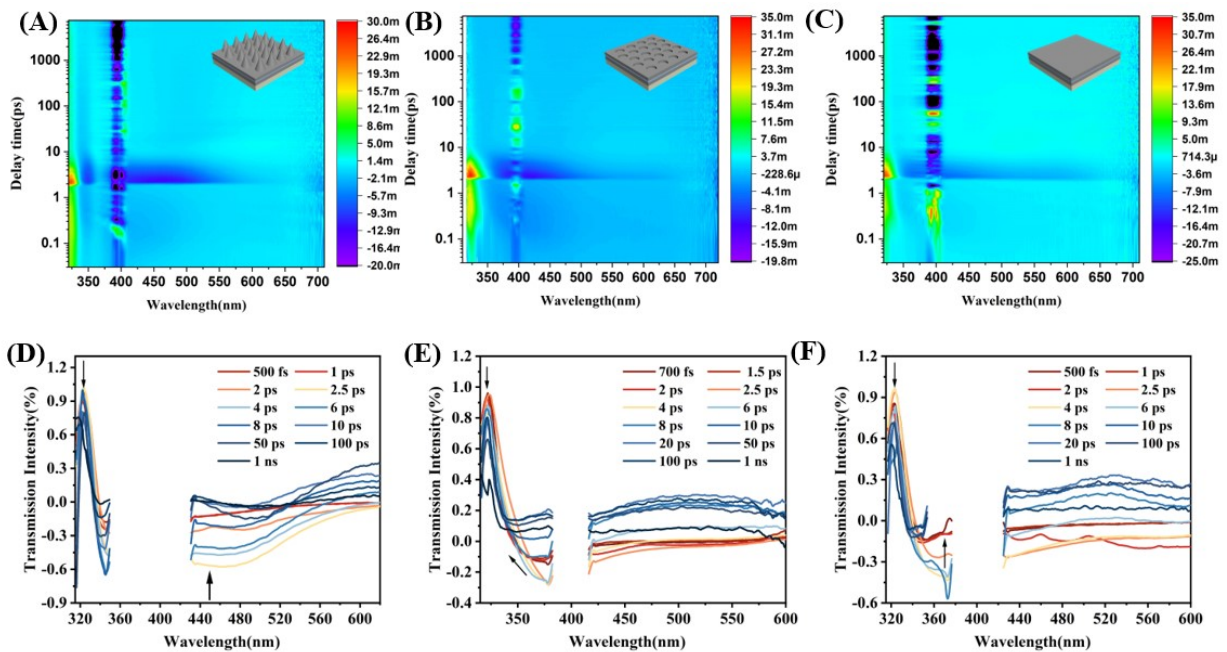 (A)
Delay time(ps)
1000
100
10
1
0.1
350 400 450 500 550 600 650 700
Wavelength(nm)
30.0m
26.4m
22.9m
19.3m
15.7m
12.1m
8.6m
5.0m
1.4m
-2.1m
-5.7m
-9.3m
-12.9m
-16.4m
-20.0m
(B)
Delay time(ps)
1000
100
10
1
0.1
350 400 450 500 550 600 650 700
Wavelength(nm)
35.0m
31.1m
27.2m
23.3m
19.3m
15.4m
11.5m
7.6m
3.7m
-228.6μ
-4.1m
-8.1m
-12.0m
-15.9m
-19.8m
(C)
Delay time(ps)
1000
100
10
1
0.1
350 400 450 500 550 600 650 700
Wavelength(nm)
35.0m
30.7m
26.4m
22.1m
17.9m
13.6m
9.3m
5.0m
714.3μ
-3.6m
-7.9m
-12.1m
-16.4m
-20.7m
-25.0m
(D)
Transmission Intensity(%)
1.2
0.9
0.6
0.3
0.0
-0.3
-0.6
-0.9
500 fs 1 ps
2 ps 2.5 ps
4 ps 6 ps
8 ps 10 ps
50 ps 100 ps
1 ns
316 360 400 440 480 520 560 600
Wavelength(nm)
(E)
Transmission Intensity(%)
1.2
1.0
0.8
0.6
0.4
0.2
0.0
-0.2
-0.4
700 fs 1.5 ps
2 ps 2.5 ps
4 ps 6 ps
8 ps 10 ps
20 ps 50 ps
100 ps 1 ns
300 350 400 450 500 550 600
Wavelength(nm)
(F)
Transmission Intensity(%)
1.2
0.9
0.6
0.3
0.0
-0.3
-0.6
500 fs 1 ps
2 ps 2.5 ps
4 ps 6 ps
8 ps 10 ps
20 ps 100 ps
1 ns
316 360 400 440 480 520 560 600
Wavelength(nm)